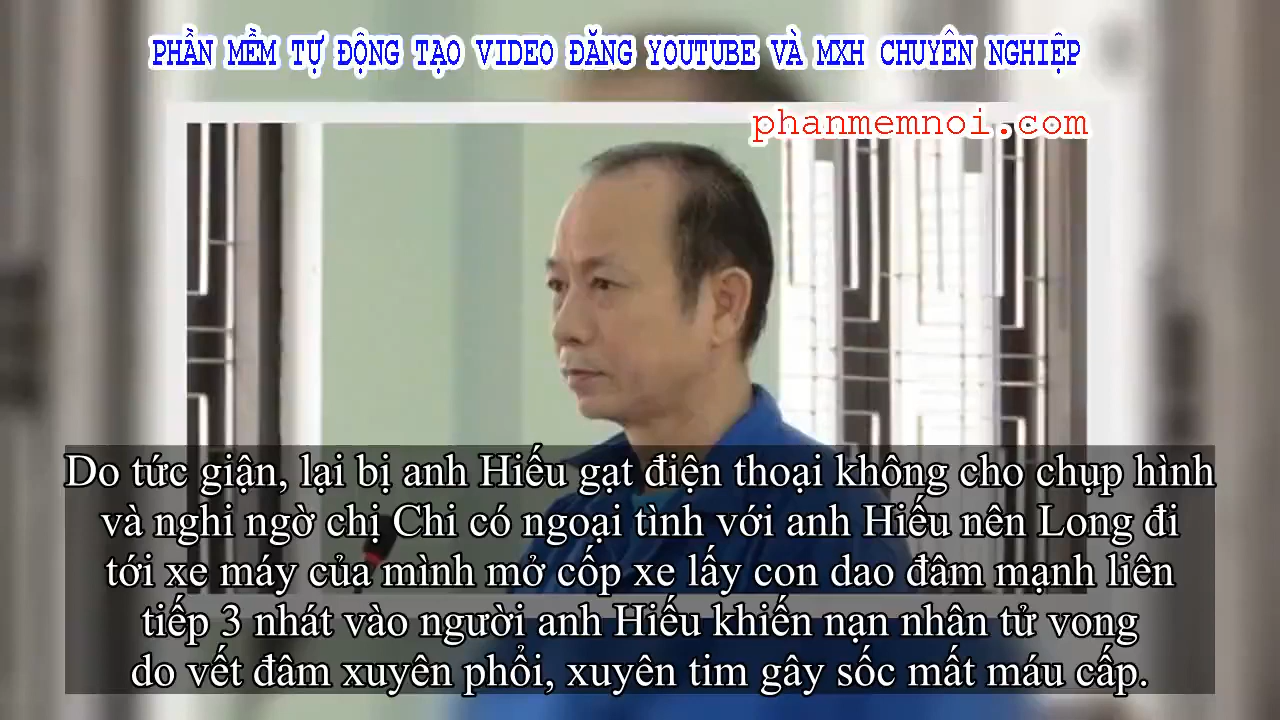 PHẦN MỀM TỰ ĐỘNG TẠO VIDEO ĐĂNG YOUTUBE VÀ MXH CHUYÊN NGHIỆP
phanmemnoi.com
Do tức giận, lại bị anh Hiếu gạt điện thoại không cho chụp hình
và nghi ngờ chị Chi có ngoại tình với anh Hiếu nên Long đi
tới xe máy của mình mở cốp xe lấy con dao đâm mạnh liên
tiếp 3 nhát vào người anh Hiếu khiến nạn nhân tử vong
do vết đâm xuyên phổi, xuyên tim gây sốc mất máu cấp.